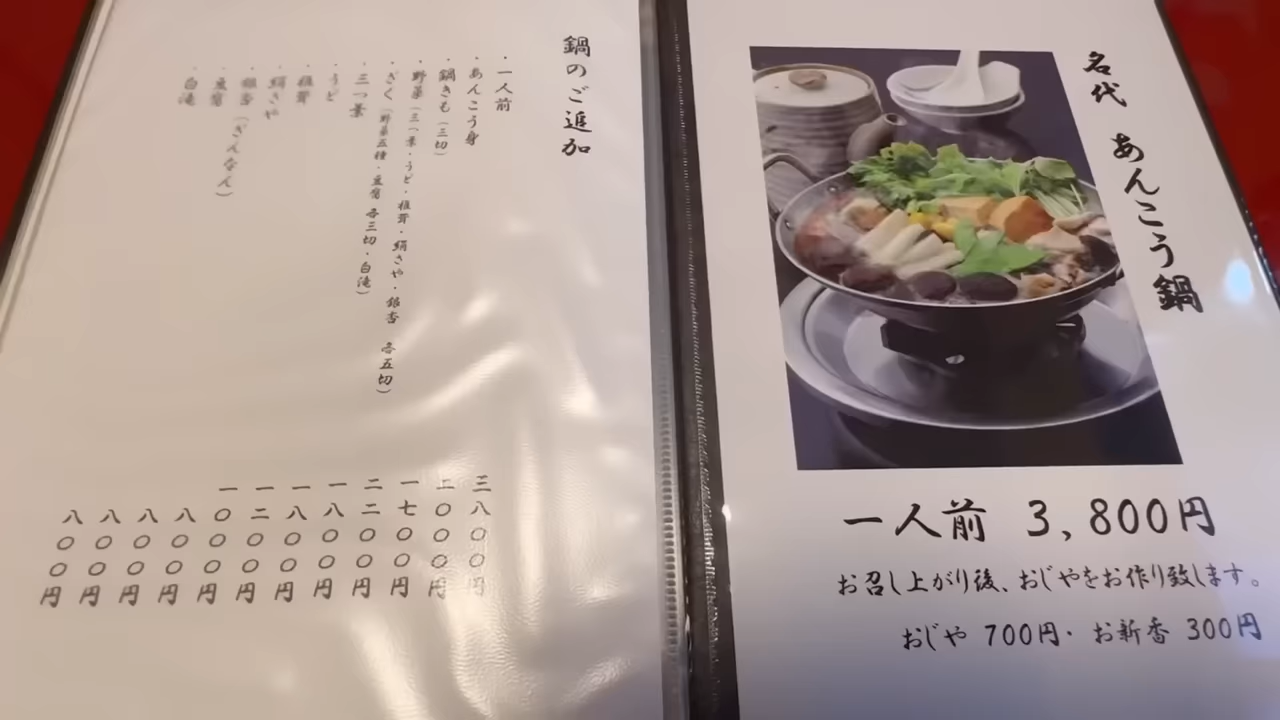 名代 あんこう鍋
一人前 3,800円
お召し上がり後、おじやをお作り致します。
おじや 700円・お新香 300円
鍋のご追加
・一人前 三八〇〇円
・あんこう身 二〇〇〇円
・鍋きも（三切） 一七〇〇円
・野菜（三つ葉・うど・椎茸・絹さや・銀杏 各五切） 二二〇〇円
・ざく（野菜五種・豆腐 各三切・白滝） 一八〇〇円
・三つ葉 一八〇〇円
・うど 一二〇〇円
・椎茸 一〇〇〇円
・絹さや 八〇〇円
・銀杏（ぎんなん） 八〇〇円
・豆腐 八〇〇円
・白滝 八〇〇円